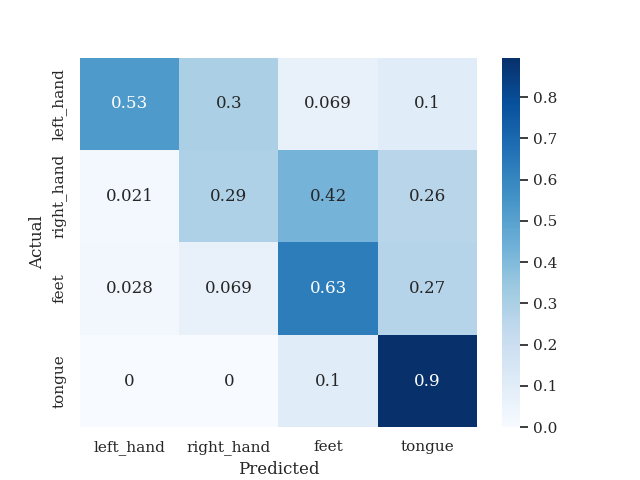 left_hand 0.53 0.3 0.069 0.1
right_hand 0.021 0.29 0.42 0.26
feet 0.028 0.069 0.63 0.27
tongue 0 0 0.1 0.9
left_hand right_hand feet tongue
Predicted
Actual
0.8
0.7
0.6
0.5
0.4
0.3
0.2
0.1
0.0